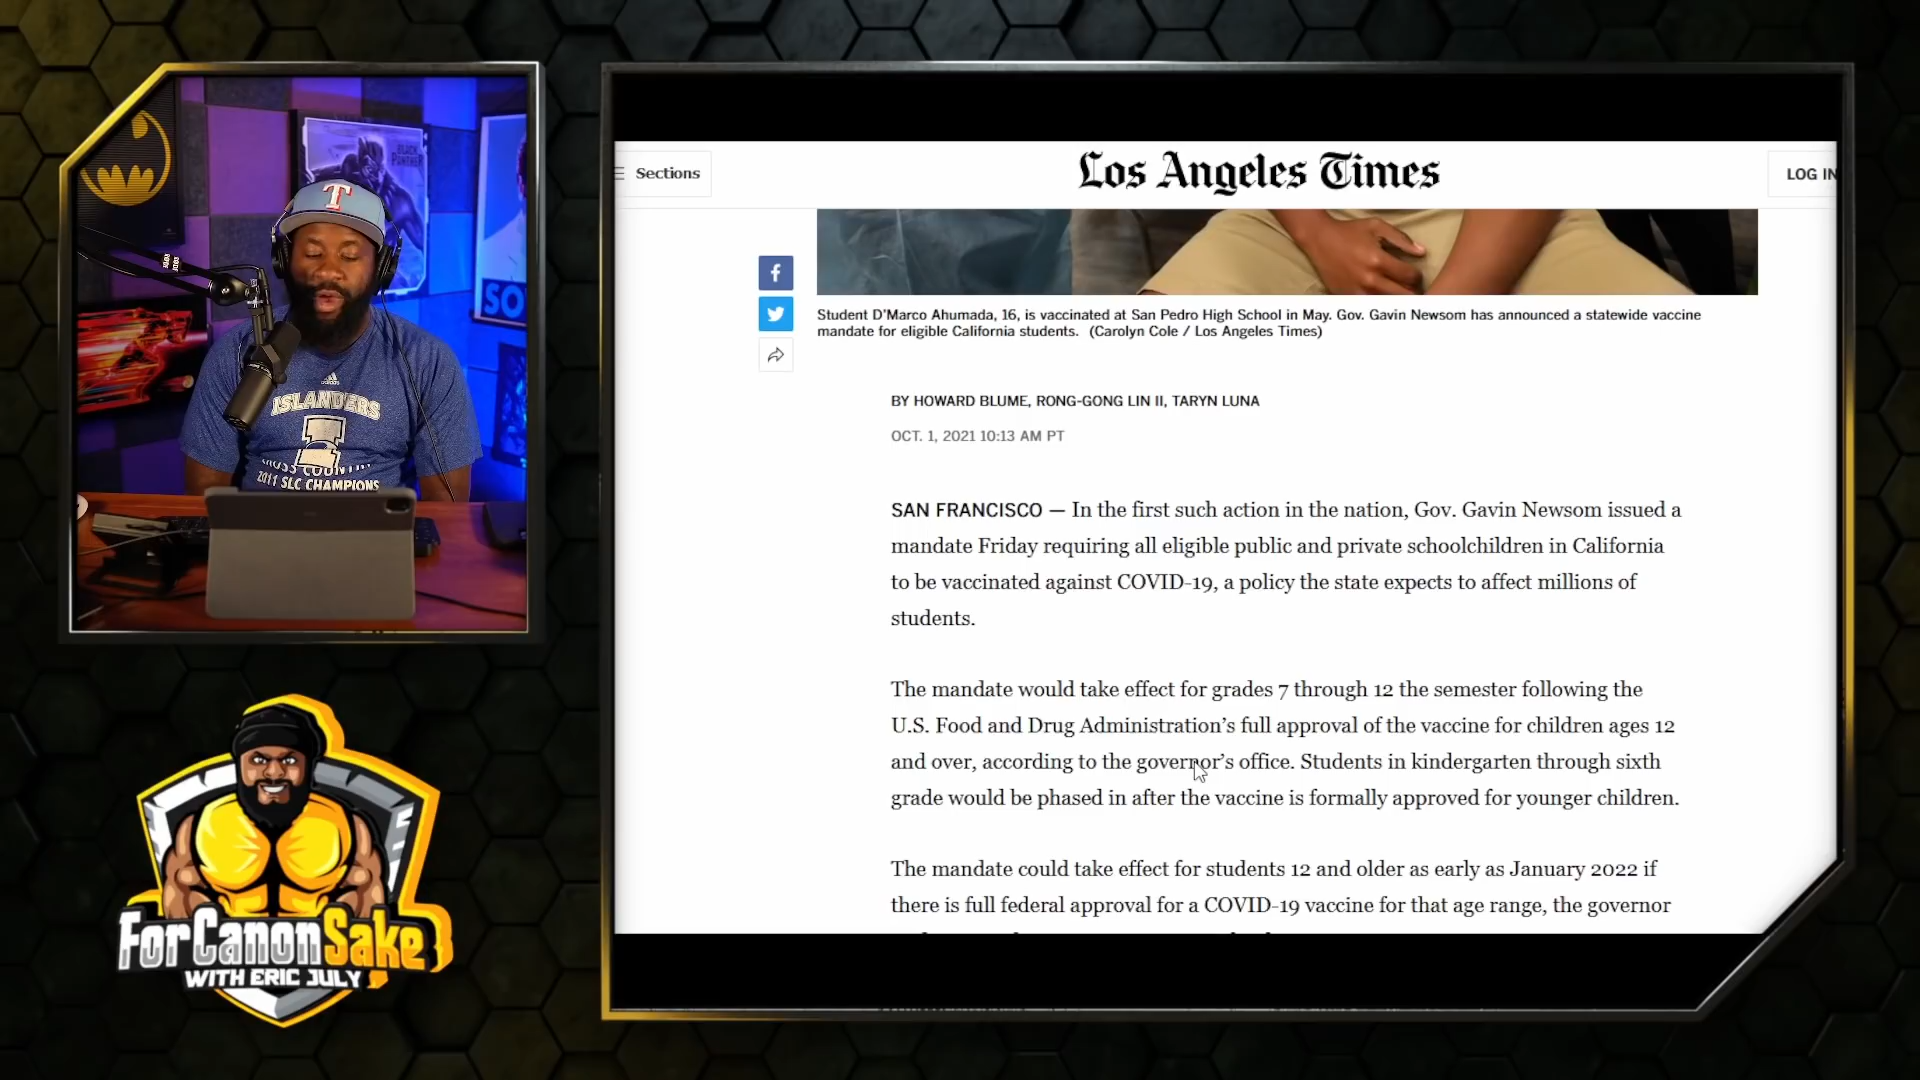 BLACK
PANTHER
T
SO
ISLANDERS
I
CROSS COUNTRY
2011 SLC CHAMPIONS
ForCanonSake
WITH ERIC JULY
Sections
Los Angeles Times
LOG IN
Student D'Marco Ahumada, 16, is vaccinated at San Pedro High School in May. Gov. Gavin Newsom has announced a statewide vaccine
mandate for eligible California students. (Carolyn Cole / Los Angeles Times)
BY HOWARD BLUME, RONG-GONG LIN II, TARYN LUNA
OCT. 1, 2021 10:13 AM PT
SAN FRANCISCO — In the first such action in the nation, Gov. Gavin Newsom issued a
mandate Friday requiring all eligible public and private schoolchildren in California
to be vaccinated against COVID-19, a policy the state expects to affect millions of
students.
The mandate would take effect for grades 7 through 12 the semester following the
U.S. Food and Drug Administration’s full approval of the vaccine for children ages 12
and over, according to the governor’s office. Students in kindergarten through sixth
grade would be phased in after the vaccine is formally approved for younger children.
The mandate could take effect for students 12 and older as early as January 2022 if
there is full federal approval for a COVID-19 vaccine for that age range, the governor